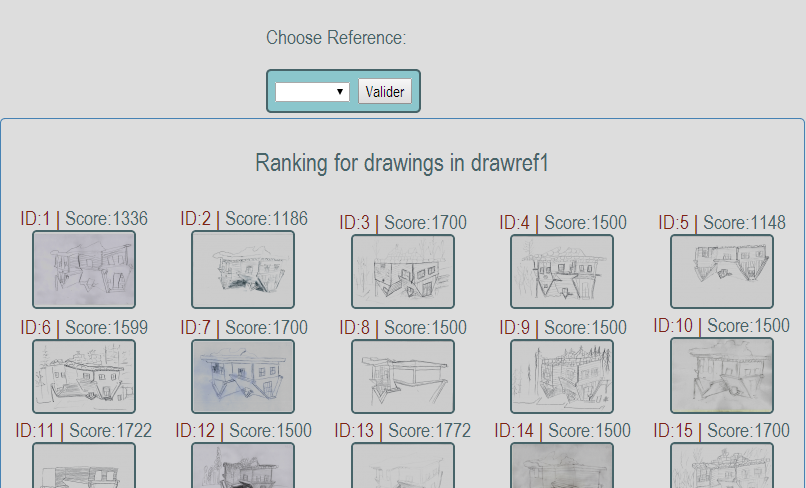 Choose Reference:
Valider
Ranking for drawings in drawref1
ID:1 | Score:1336
ID:2 | Score:1186
ID:3 | Score:1700
ID:4 | Score:1500
ID:5 | Score:1148
ID:6 | Score:1599
ID:7 | Score:1700
ID:8 | Score:1500
ID:9 | Score:1500
ID:10 | Score:1500
ID:11 | Score:1722
ID:12 | Score:1500
ID:13 | Score:1772
ID:14 | Score:1500
ID:15 | Score:1700